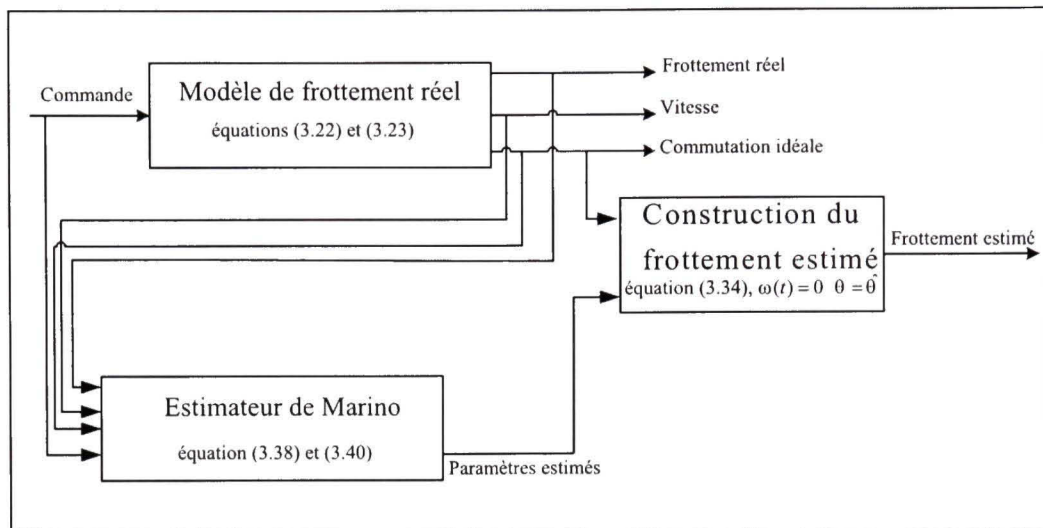 Commande
Modèle de frottement réel
équations (3.22) et (3.23)
Frottement réel
Vitesse
Commutation idéale
Construction du
frottement estimé
équation (3.34), ω(t) = 0 θ = θ̂
Frottement estimé
Estimateur de Marino
équation (3.38) et (3.40)
Paramètres estimés